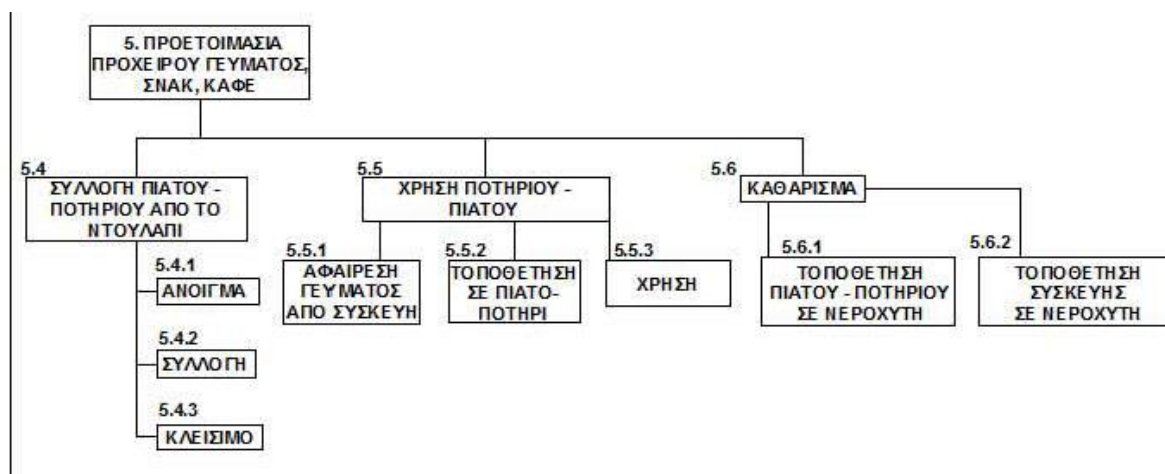 5. ΠΡΟΕΤΟΙΜΑΣΙΑ
ΠΡΟΧΕΙΡΟΥ ΓΕΥΜΑΤΟΣ,
ΣΝΑΚ, ΚΑΦΕ
5.4
ΣΥΛΛΟΓΗ ΠΙΑΤΟΥ -
ΠΟΤΗΡΙΟΥ ΑΠΟ ΤΟ
ΝΤΟΥΛΑΠΙ
5.4.1
ΑΝΟΙΓΜΑ
5.4.2
ΣΥΛΛΟΓΗ
5.4.3
ΚΛΕΙΣΙΜΟ
5.5
ΧΡΗΣΗ ΠΟΤΗΡΙΟΥ -
ΠΙΑΤΟΥ
5.5.1
ΑΦΑΙΡΕΣΗ
ΓΕΥΜΑΤΟΣ
ΑΠΟ ΣΥΣΚΕΥΗ
5.5.2
ΤΟΠΟΘΕΤΗΣΗ
ΣΕ ΠΙΑΤΟ-
ΠΟΤΗΡΙ
5.5.3
ΧΡΗΣΗ
5.6
ΚΑΘΑΡΙΣΜΑ
5.6.1
ΤΟΠΟΘΕΤΗΣΗ
ΠΙΑΤΟΥ - ΠΟΤΗΡΙΟΥ
ΣΕ ΝΕΡΟΧΥΤΗ
5.6.2
ΤΟΠΟΘΕΤΗΣΗ
ΣΥΣΚΕΥΗΣ
ΣΕ ΝΕΡΟΧΥΤΗ